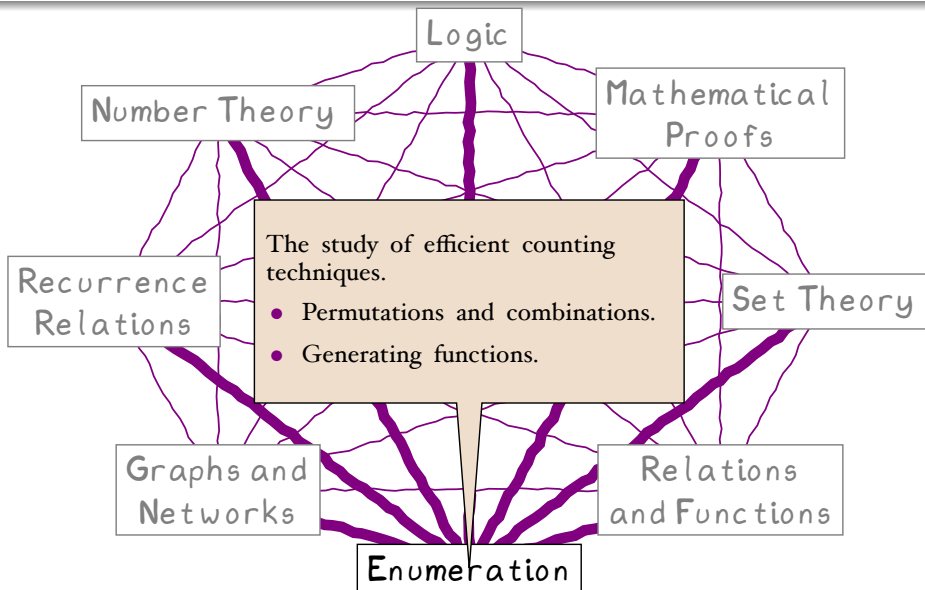 Logic
Number Theory
Mathematical
Proofs
The study of efficient counting
techniques.
• Permutations and combinations.
• Generating functions.
Recurrence
Relations
Set Theory
Graphs and
Networks
Relations
and Functions
Enumeration